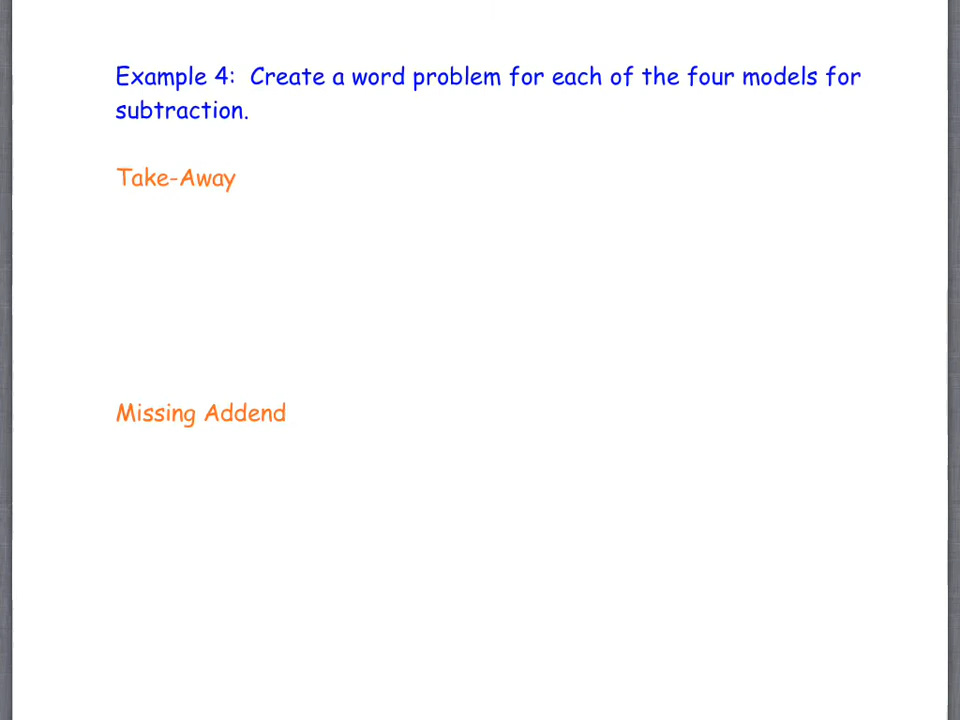 Example 4:  Create a word problem for each of the four models for
subtraction.
Take-Away
Missing Addend